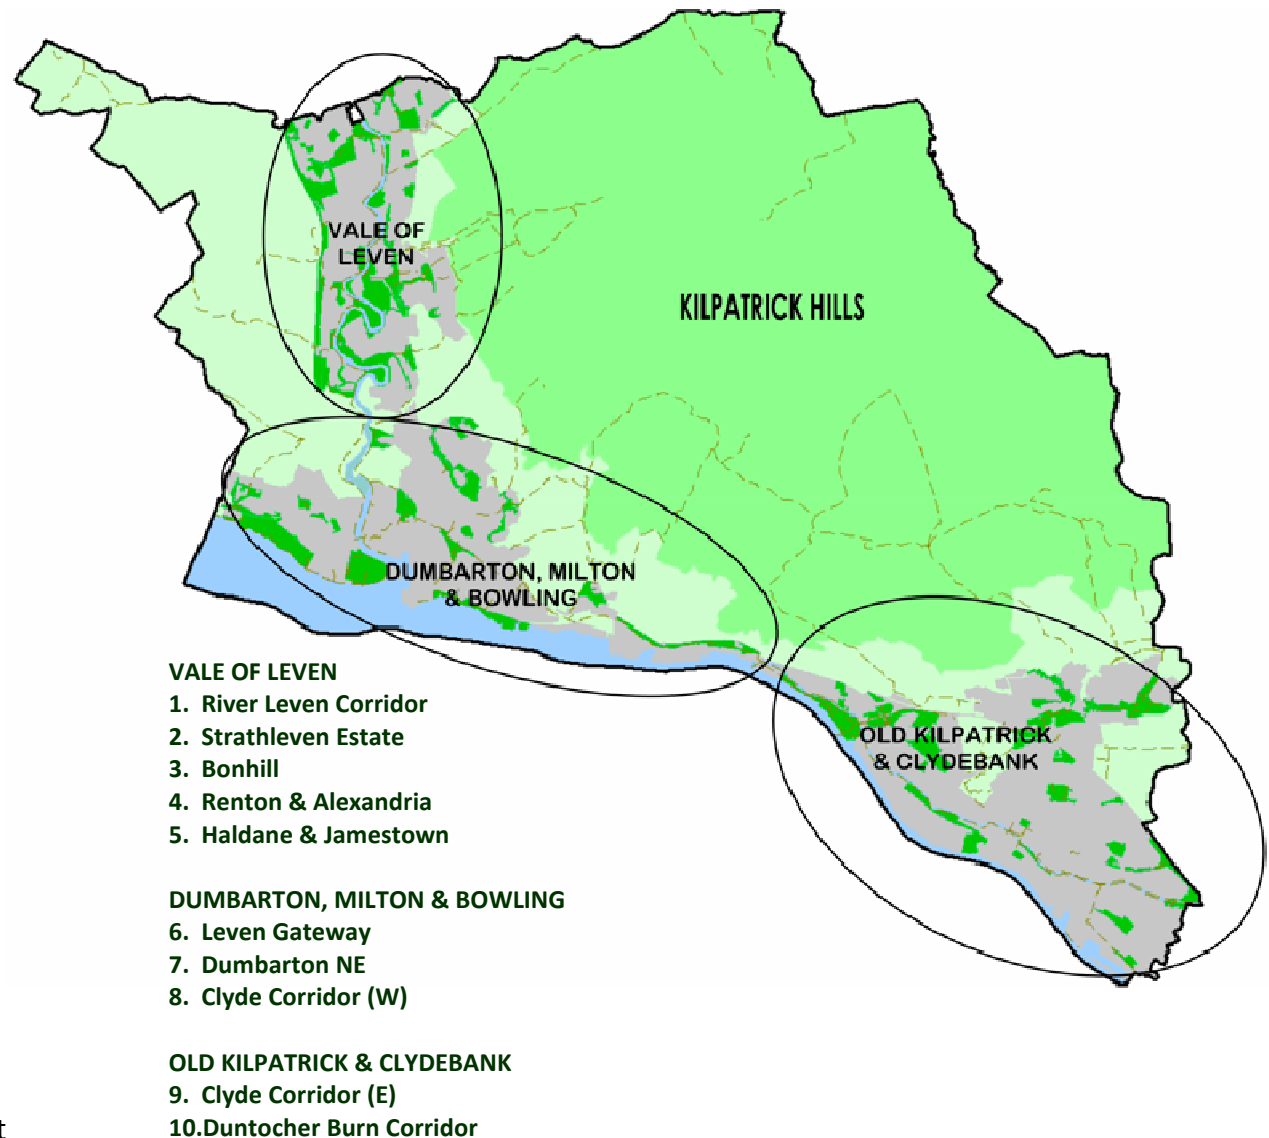 VALE OF
LEVEN
KILPATRICK HILLS
DUMBARTON, MILTON
& BOWLING
OLD KILPATRICK
& CLYDEBANK
VALE OF LEVEN
1. River Leven Corridor
2. Strathleven Estate
3. Bonhill
4. Renton & Alexandria
5. Haldane & Jamestown
DUMBARTON, MILTON & BOWLING
6. Leven Gateway
7. Dumbarton NE
8. Clyde Corridor (W)
OLD KILPATRICK & CLYDEBANK
9. Clyde Corridor (E)
10.Duntocher Burn Corridor